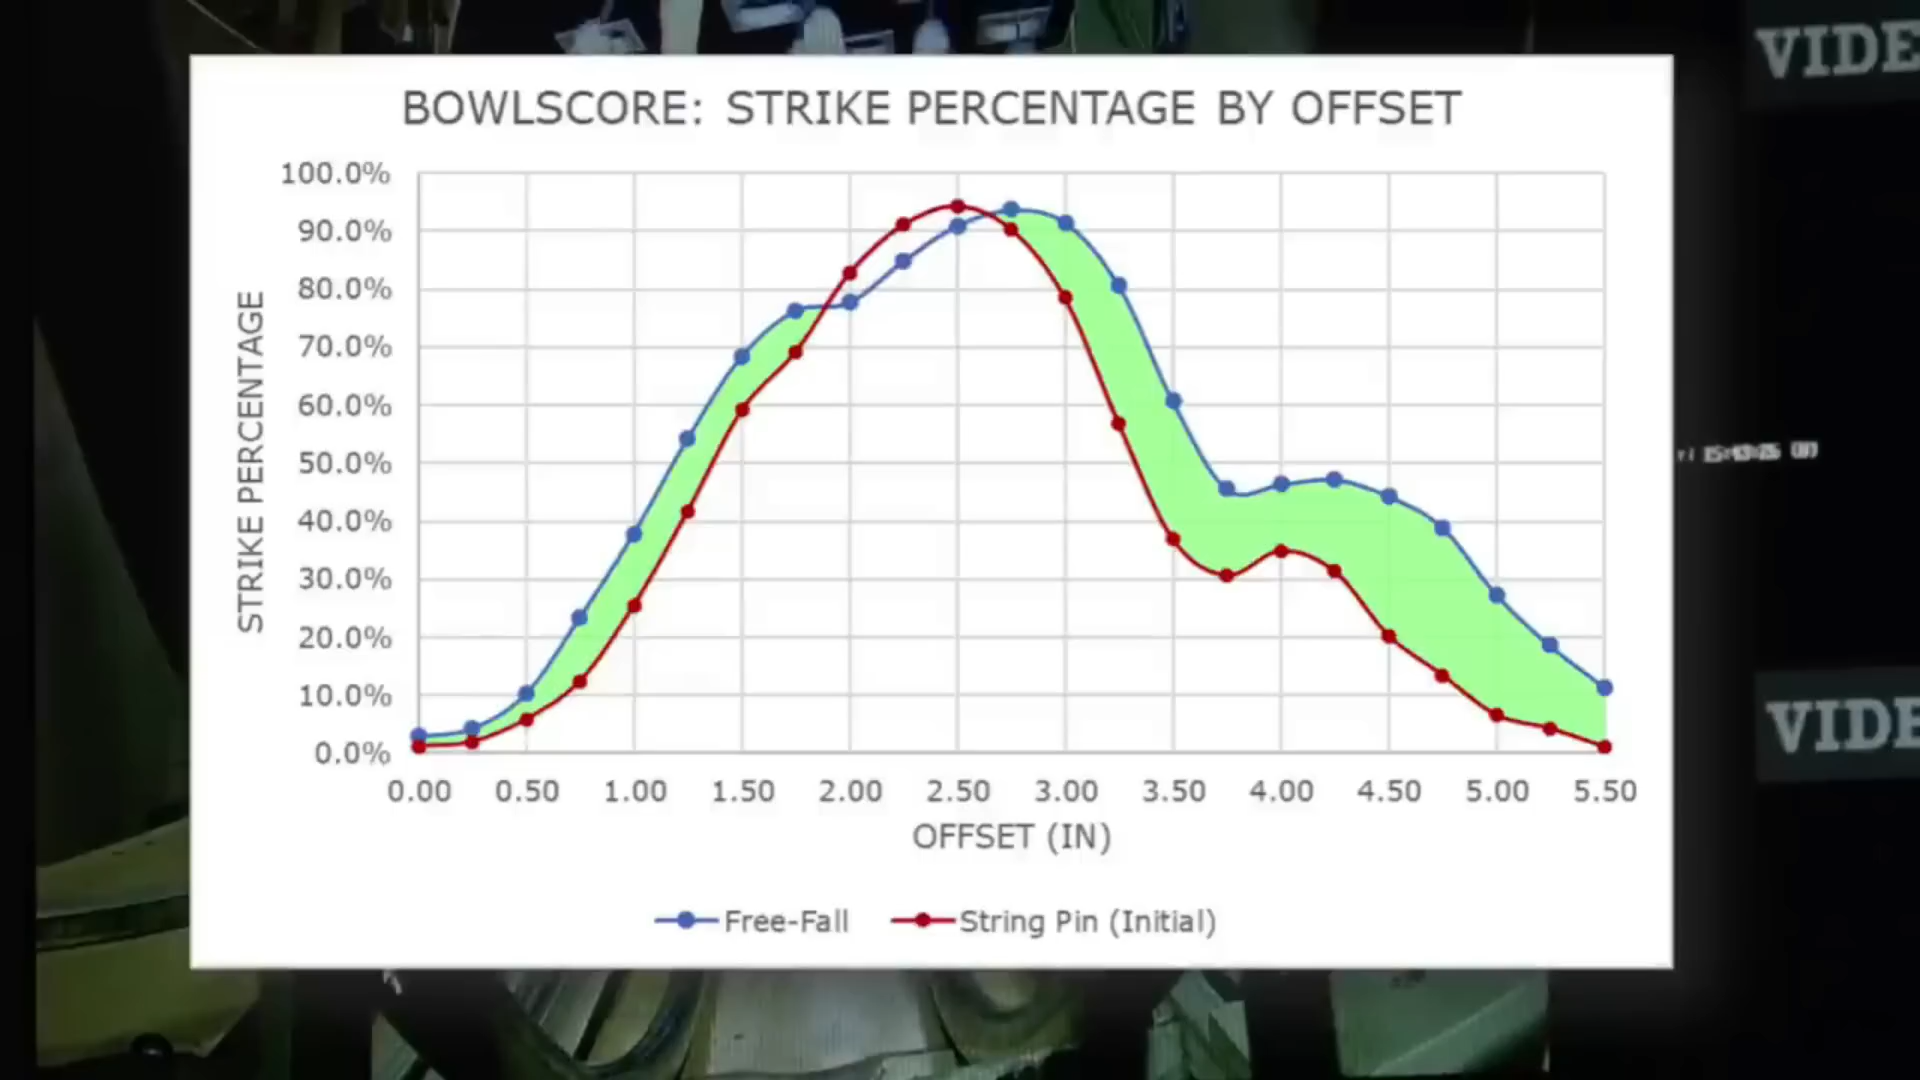 VIDE
BOWLSCORE: STRIKE PERCENTAGE BY OFFSET
STRIKE PERCENTAGE
100.0%
90.0%
80.0%
70.0%
60.0%
50.0%
40.0%
30.0%
20.0%
10.0%
0.0%
0.00 0.50 1.00 1.50 2.00 2.50 3.00 3.50 4.00 4.50 5.00 5.50
OFFSET (IN)
Free-Fall String Pin (Initial)
VIDE